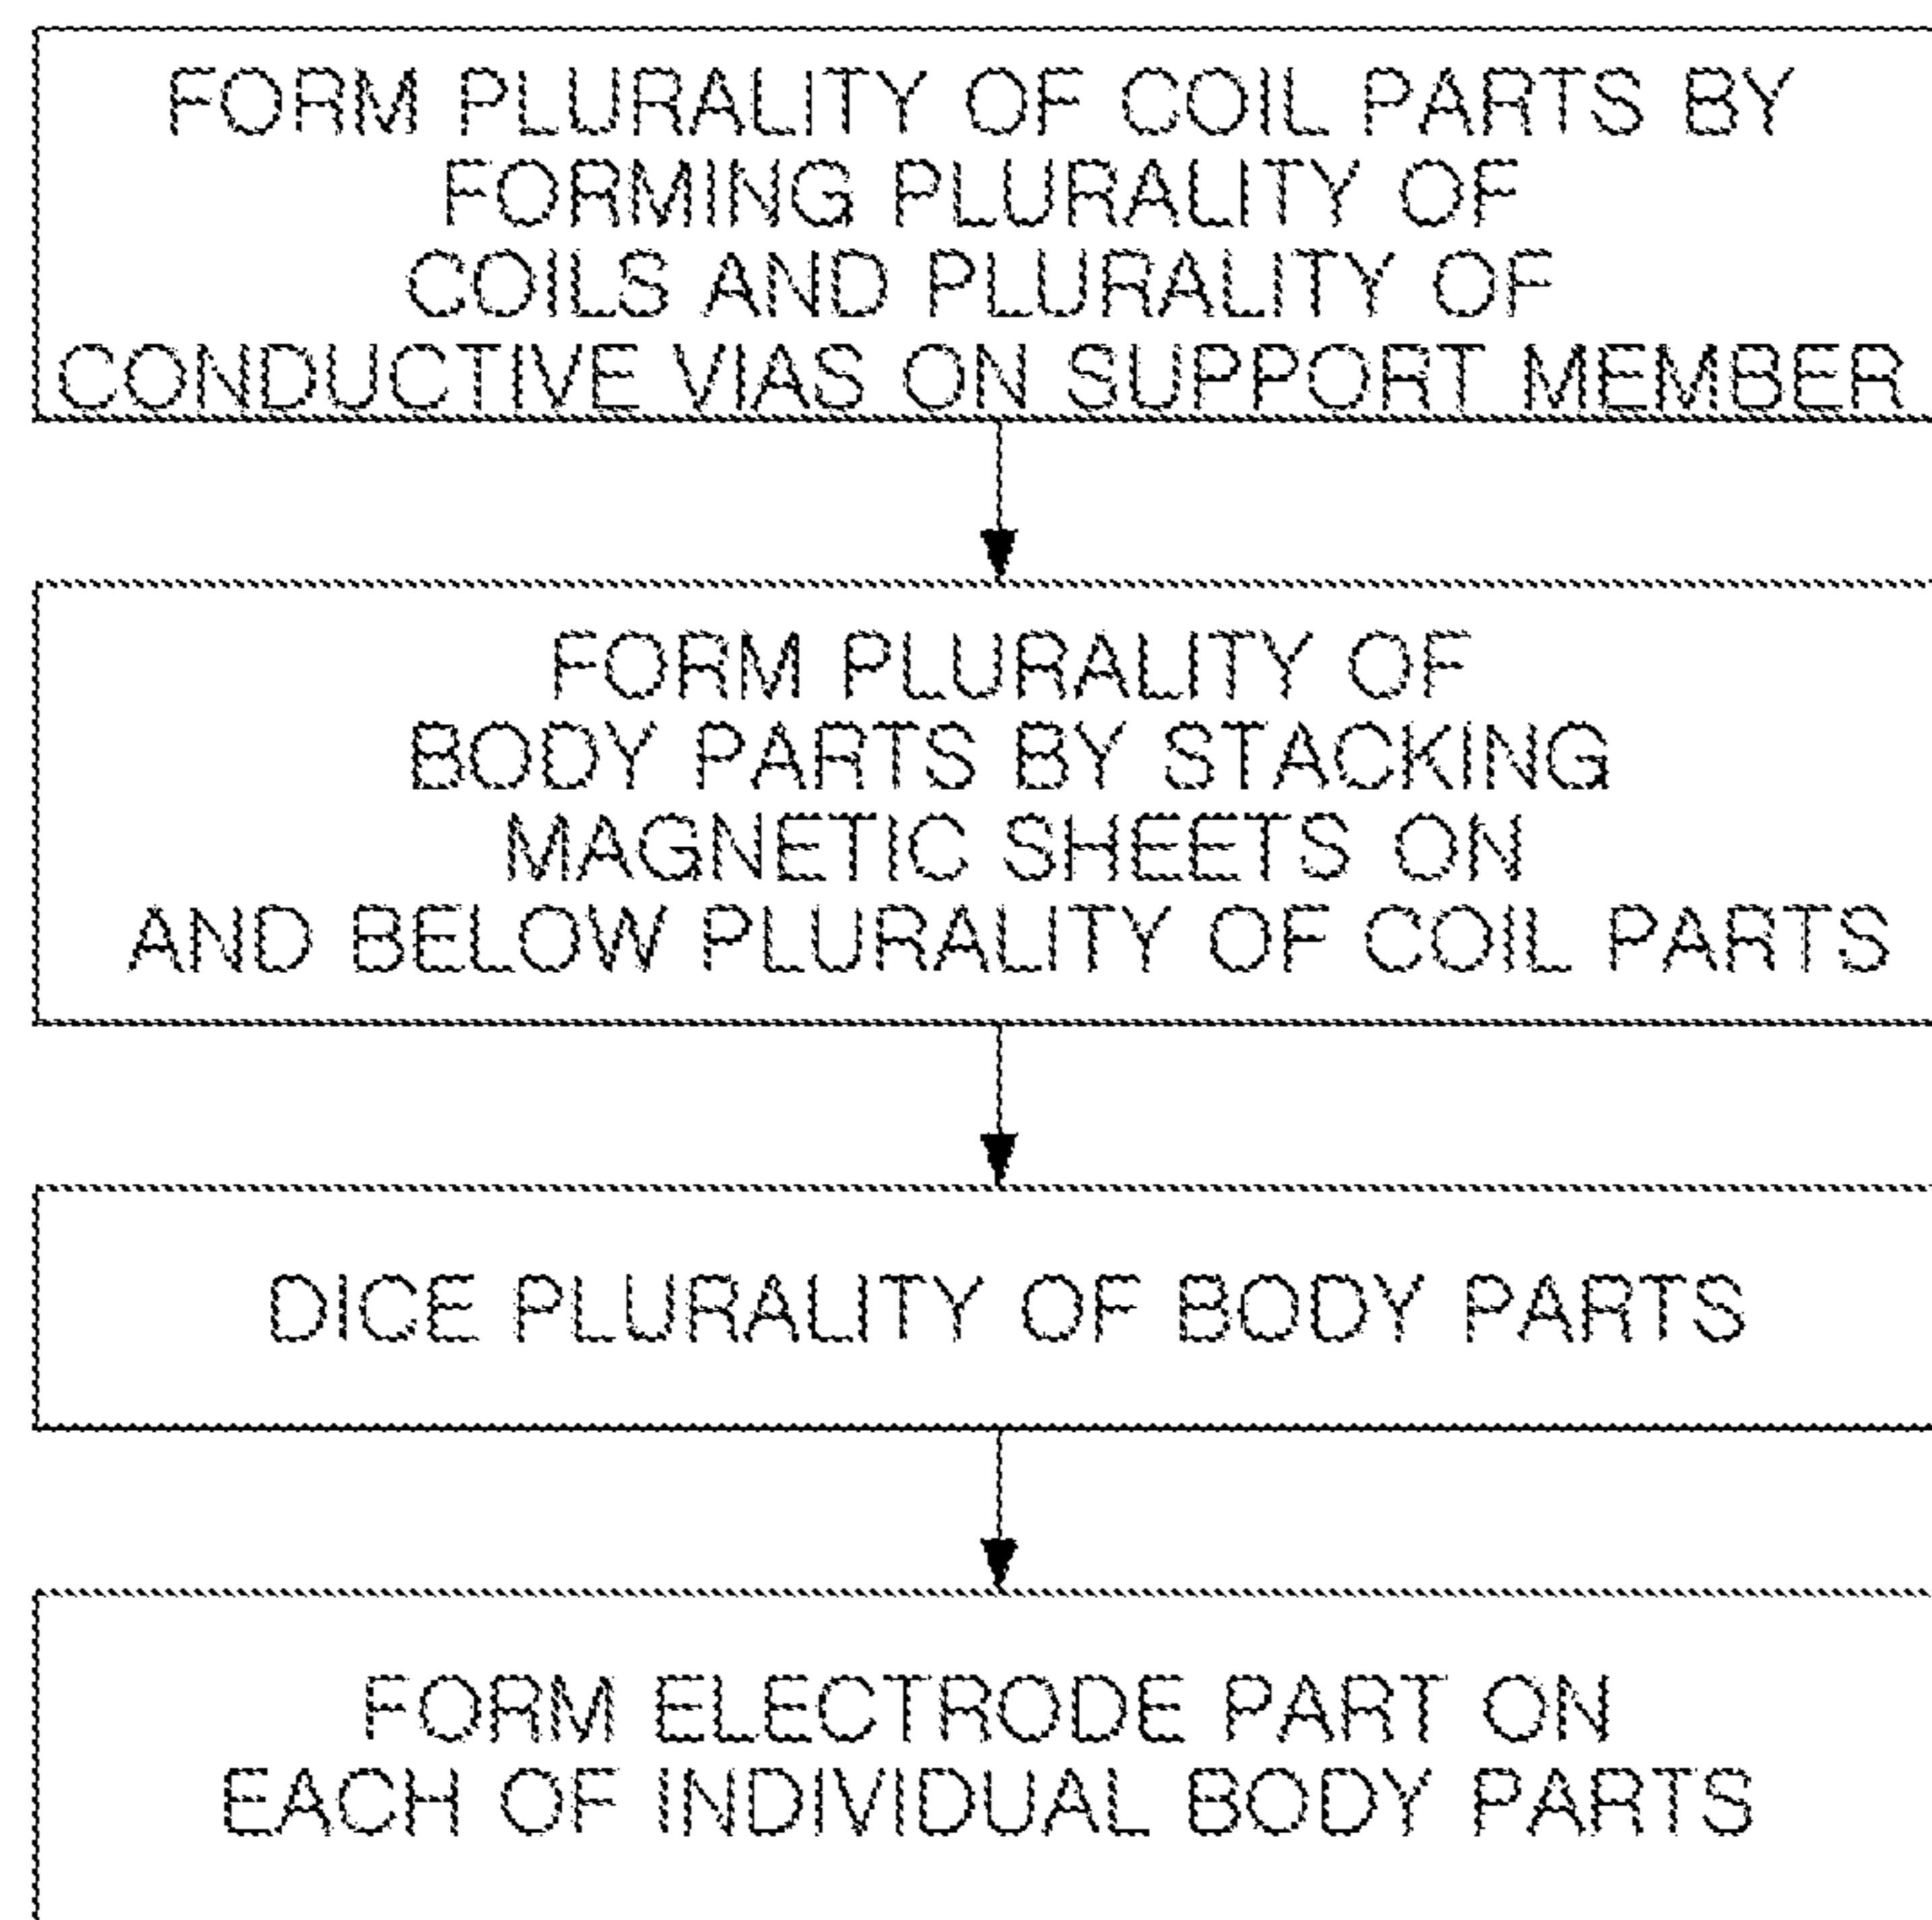 FORM PLURALITY OF COIL PARTS BY
FORMING PLURALITY OF
COILS AND PLURALITY OF
CONDUCTIVE VIAS ON SUPPORT MEMBER
FORM PLURALITY OF
BODY PARTS BY STACKING
MAGNETIC SHEETS ON
AND BELOW PLURALITY OF COIL PARTS
DICE PLURALITY OF BODY PARTS
FORM ELECTRODE PART ON
EACH OF INDIVIDUAL BODY PARTS